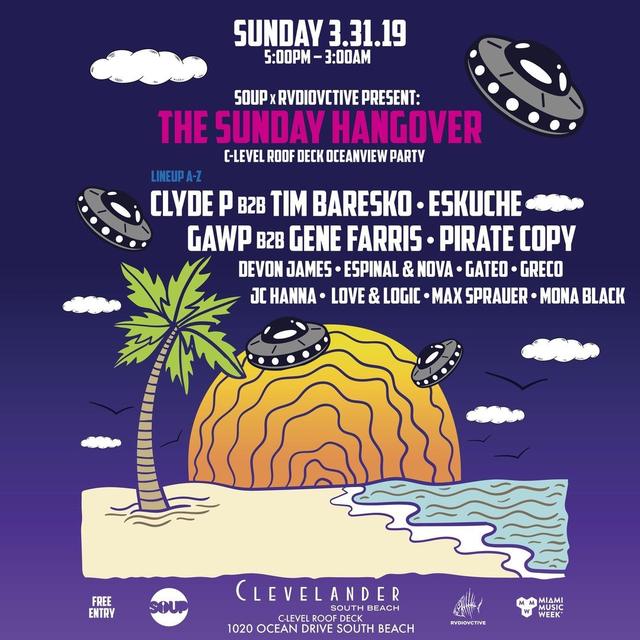 SUNDAY 3.31.19
5:00PM – 3:00AM
SOUP x RVDIOVCTIVE PRESENT:
THE SUNDAY HANGOVER
C-LEVEL ROOF DECK OCEANVIEW PARTY
LINEUP A-Z
CLYDE P B2B TIM BARESKO • ESKUCHE
GAWP B2B GENE FARRIS • PIRATE COPY
DEVON JAMES • ESPINAL & NOVA • GATEO • GRECO
JC HANNA • LOVE & LOGIC • MAX SPRAUER • MONA BLACK
FREE
ENTRY
SOUP
CLEVELANDER
SOUTH BEACH
C-LEVEL ROOF DECK
1020 OCEAN DRIVE SOUTH BEACH
RVDIOVCTIVE
MMW
MIAMI
MUSIC
WEEK